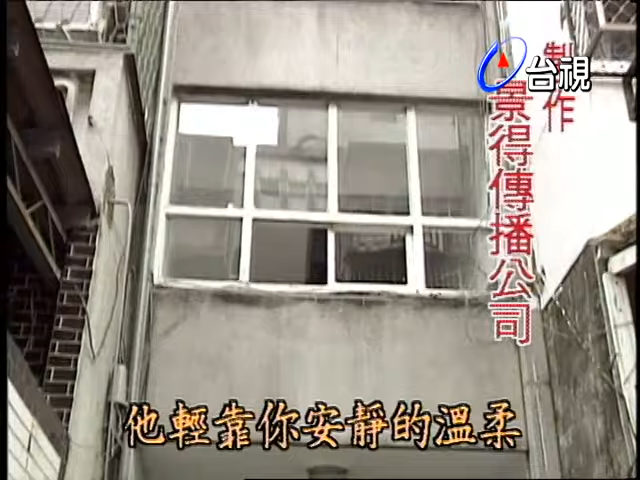 製作
景得傳播公司
台視
他輕靠你安靜的溫柔